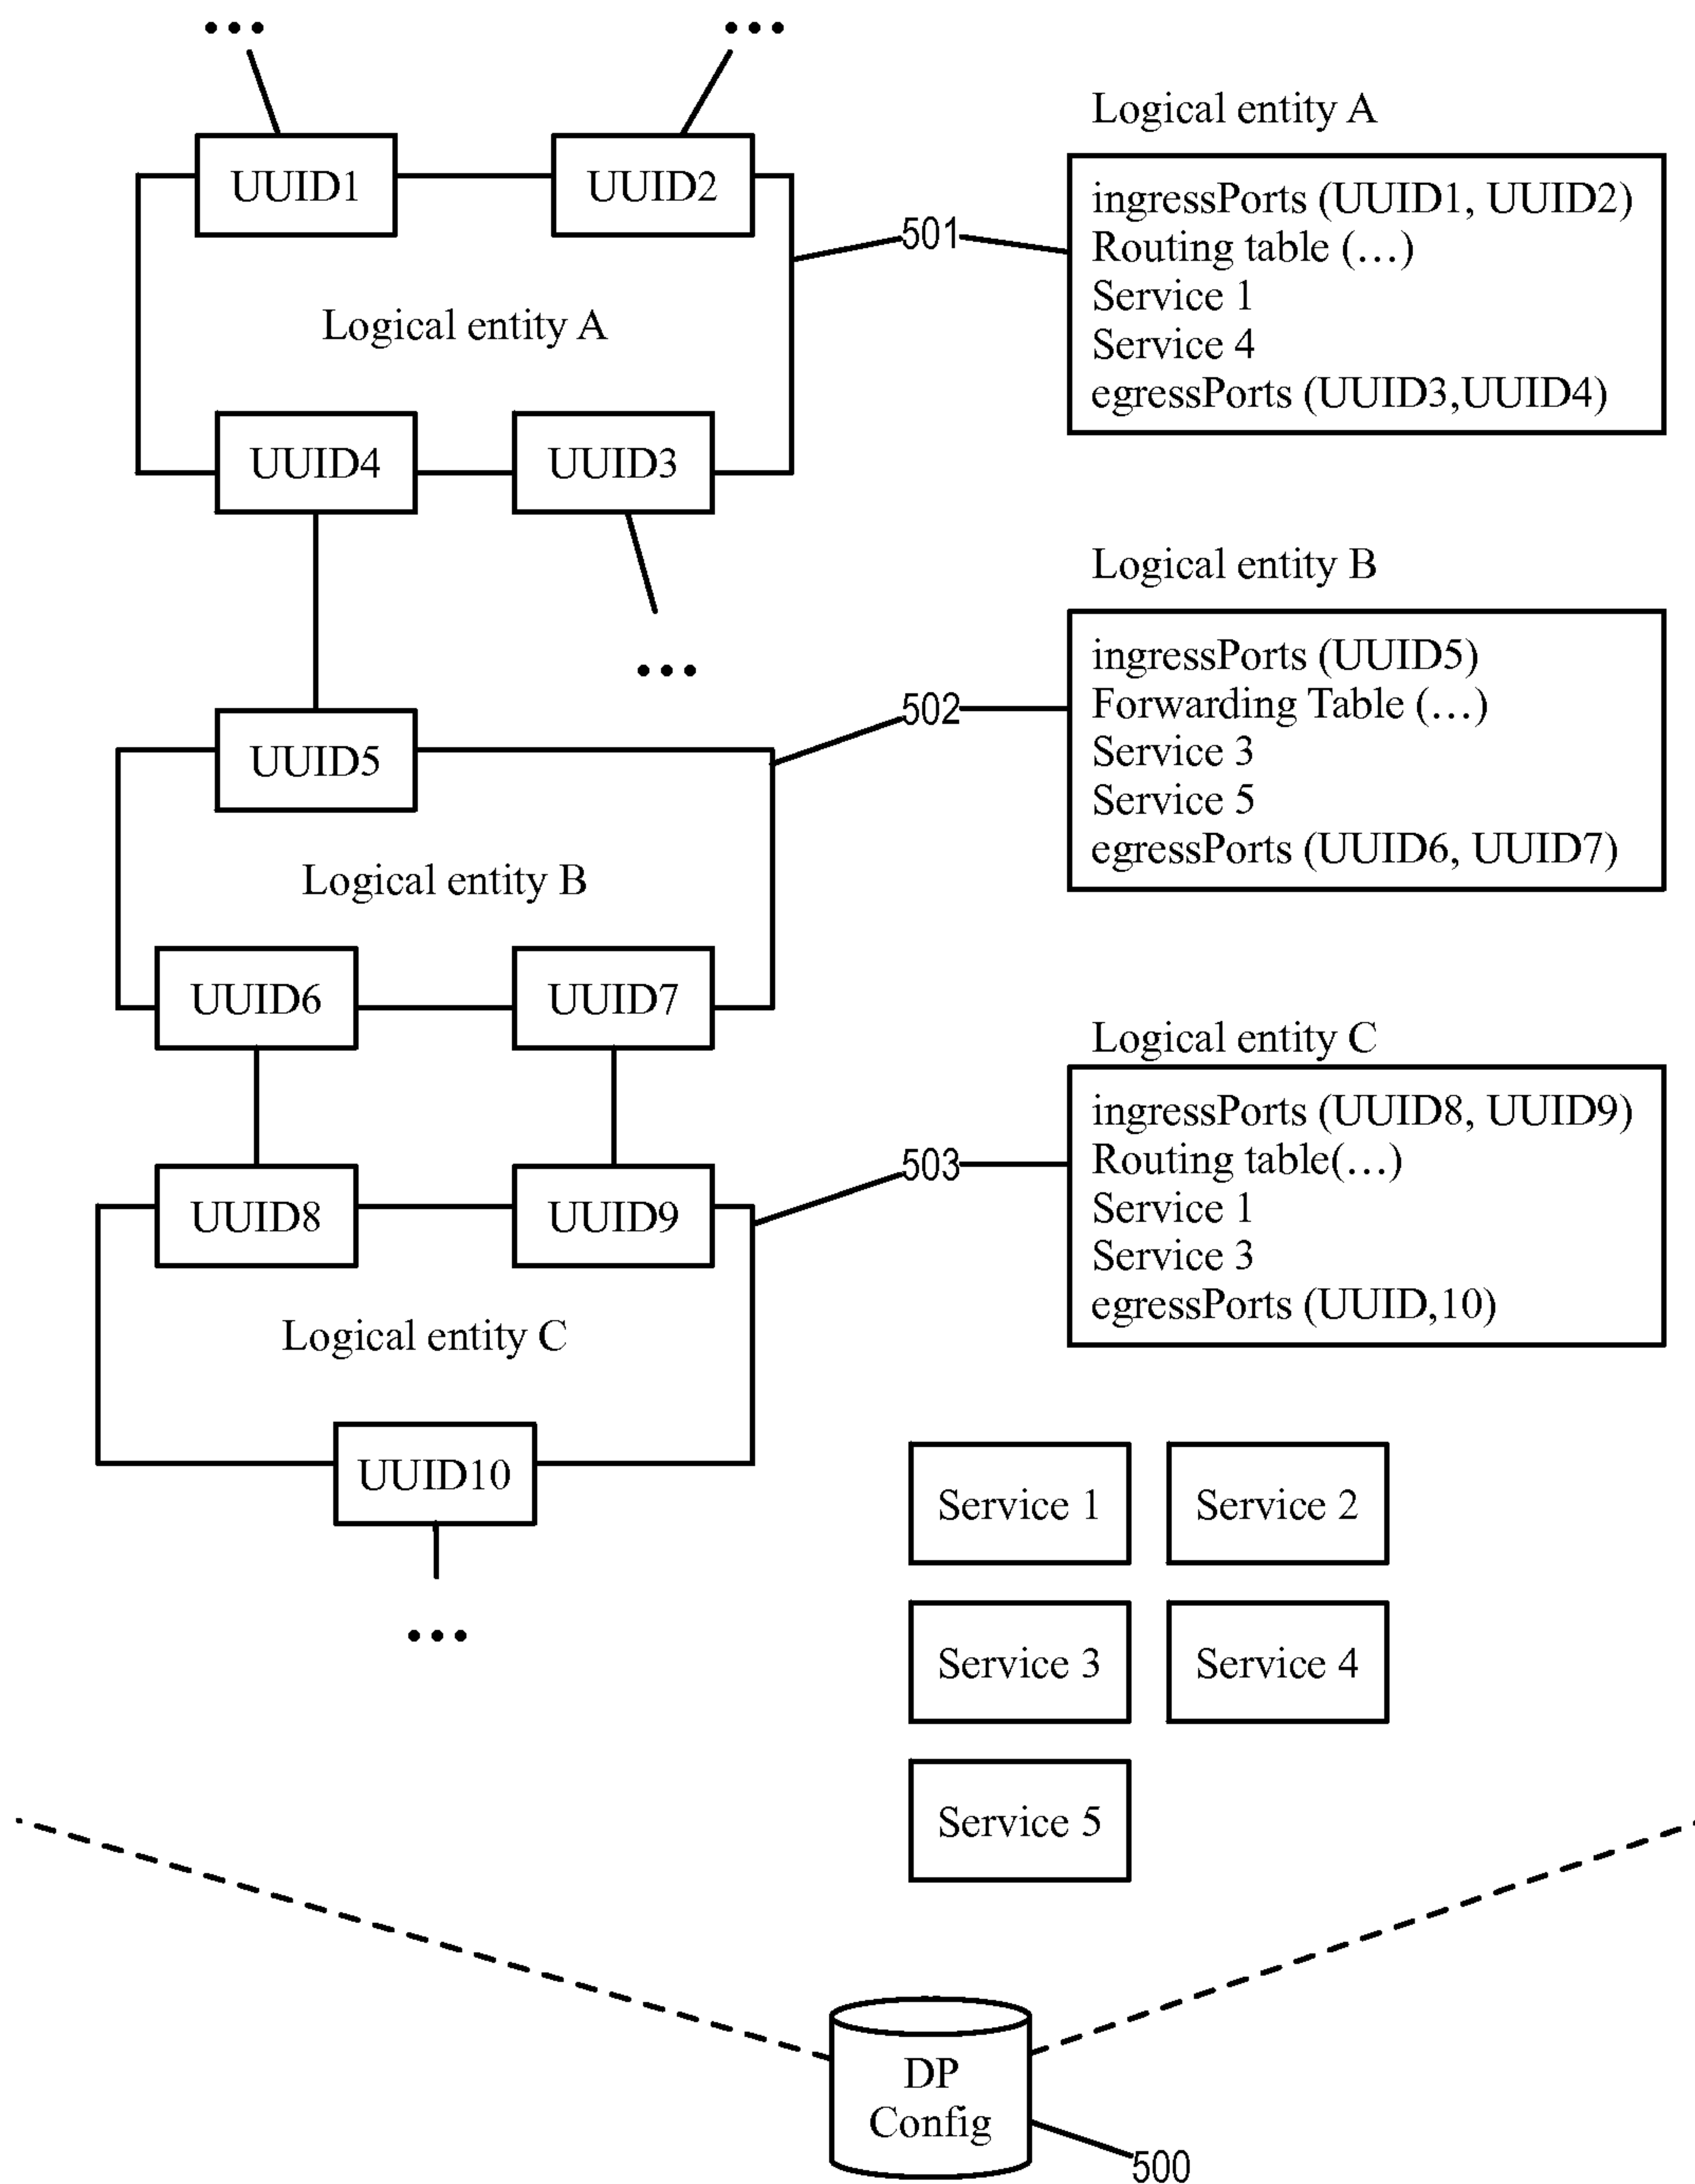 ... ...
UUID1 UUID2
Logical entity A
UUID4 UUID3
...
501
Logical entity A
ingressPorts (UUID1, UUID2)
Routing table (...)
Service 1
Service 4
egressPorts (UUID3,UUID4)
UUID5
Logical entity B
UUID6 UUID7
502
Logical entity B
ingressPorts (UUID5)
Forwarding Table (...)
Service 3
Service 5
egressPorts (UUID6, UUID7)
UUID8 UUID9
Logical entity C
UUID10
...
503
Logical entity C
ingressPorts (UUID8, UUID9)
Routing table(...)
Service 1
Service 3
egressPorts (UUID,10)
Service 1 Service 2
Service 3 Service 4
Service 5
DP
Config
500